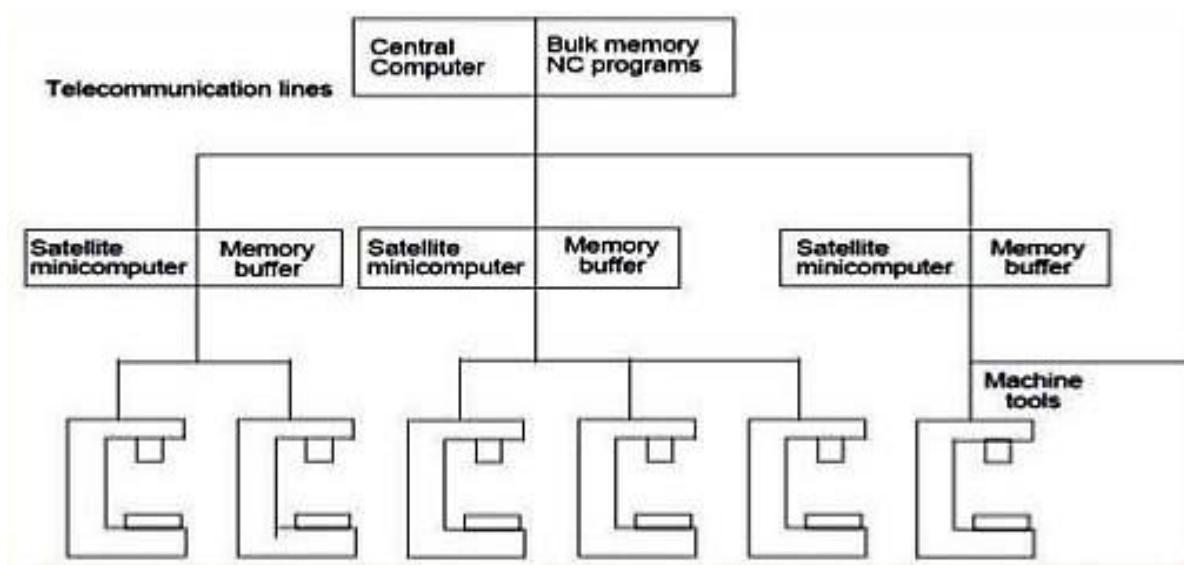 Central
Computer
Bulk memory
NC programs
Telecommunication lines
Satellite
minicomputer
Memory
buffer
Satellite
minicomputer
Memory
buffer
Satellite
minicomputer
Memory
buffer
Machine
tools